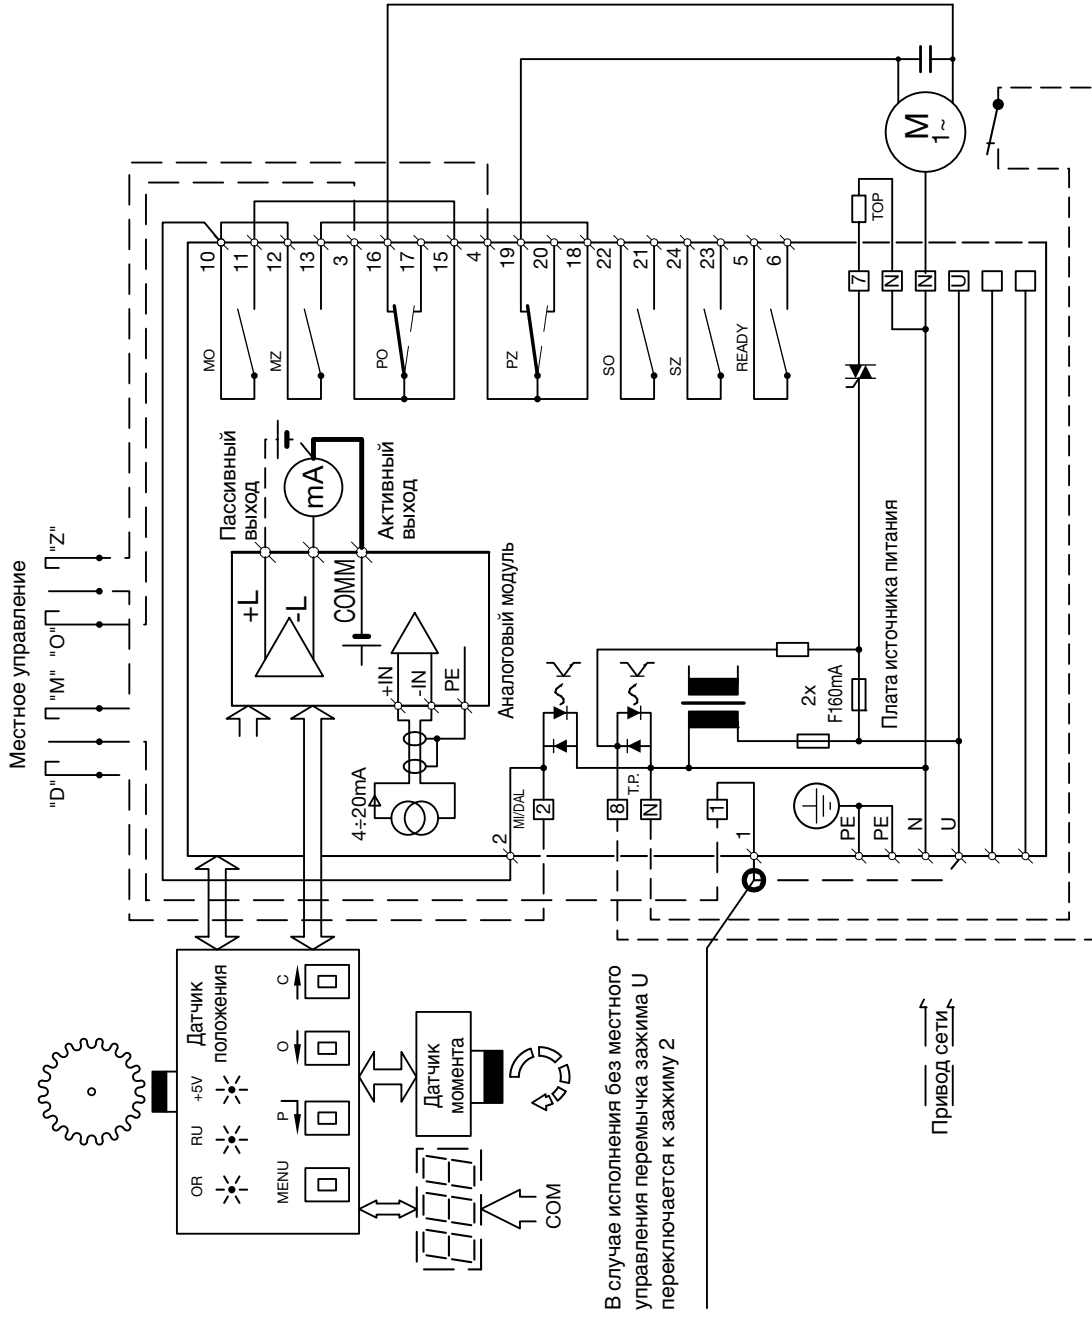 Местное управление
"D"
"M"
"O"
"Z"
10
11
12
13
3
16
17
15
4
19
20
18
22
21
24
23
5
6
MO
MZ
PO
PZ
SO
SZ
READY
Пассивный
выход
mA
Активный
выход
+L
-L
COMM
+IN
-IN
PE
Аналоговый модуль
4÷20mA
2
MI/DAL
2
8
T.P.
N
1
1
PE
PE
N
U
2x
F160mA
Плата источника питания
7
N
N
U
TOP
M
1~
Датчик
положения
+5V
RU
OR
MENU
P
O
C
Датчик
момента
COM
В случае исполнения без местного
управления перемычка зажима U
переключается к зажиму 2
Привод сети